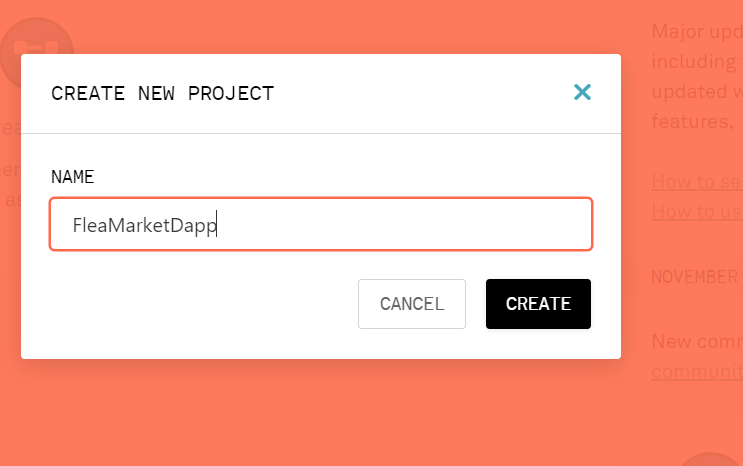 Major upd
including
updated w
features,
CREATE NEW PROJECT
NAME
FleaMarketDapp
CANCEL
CREATE
How to se
How to us
NOVEMBER
New comm
communit